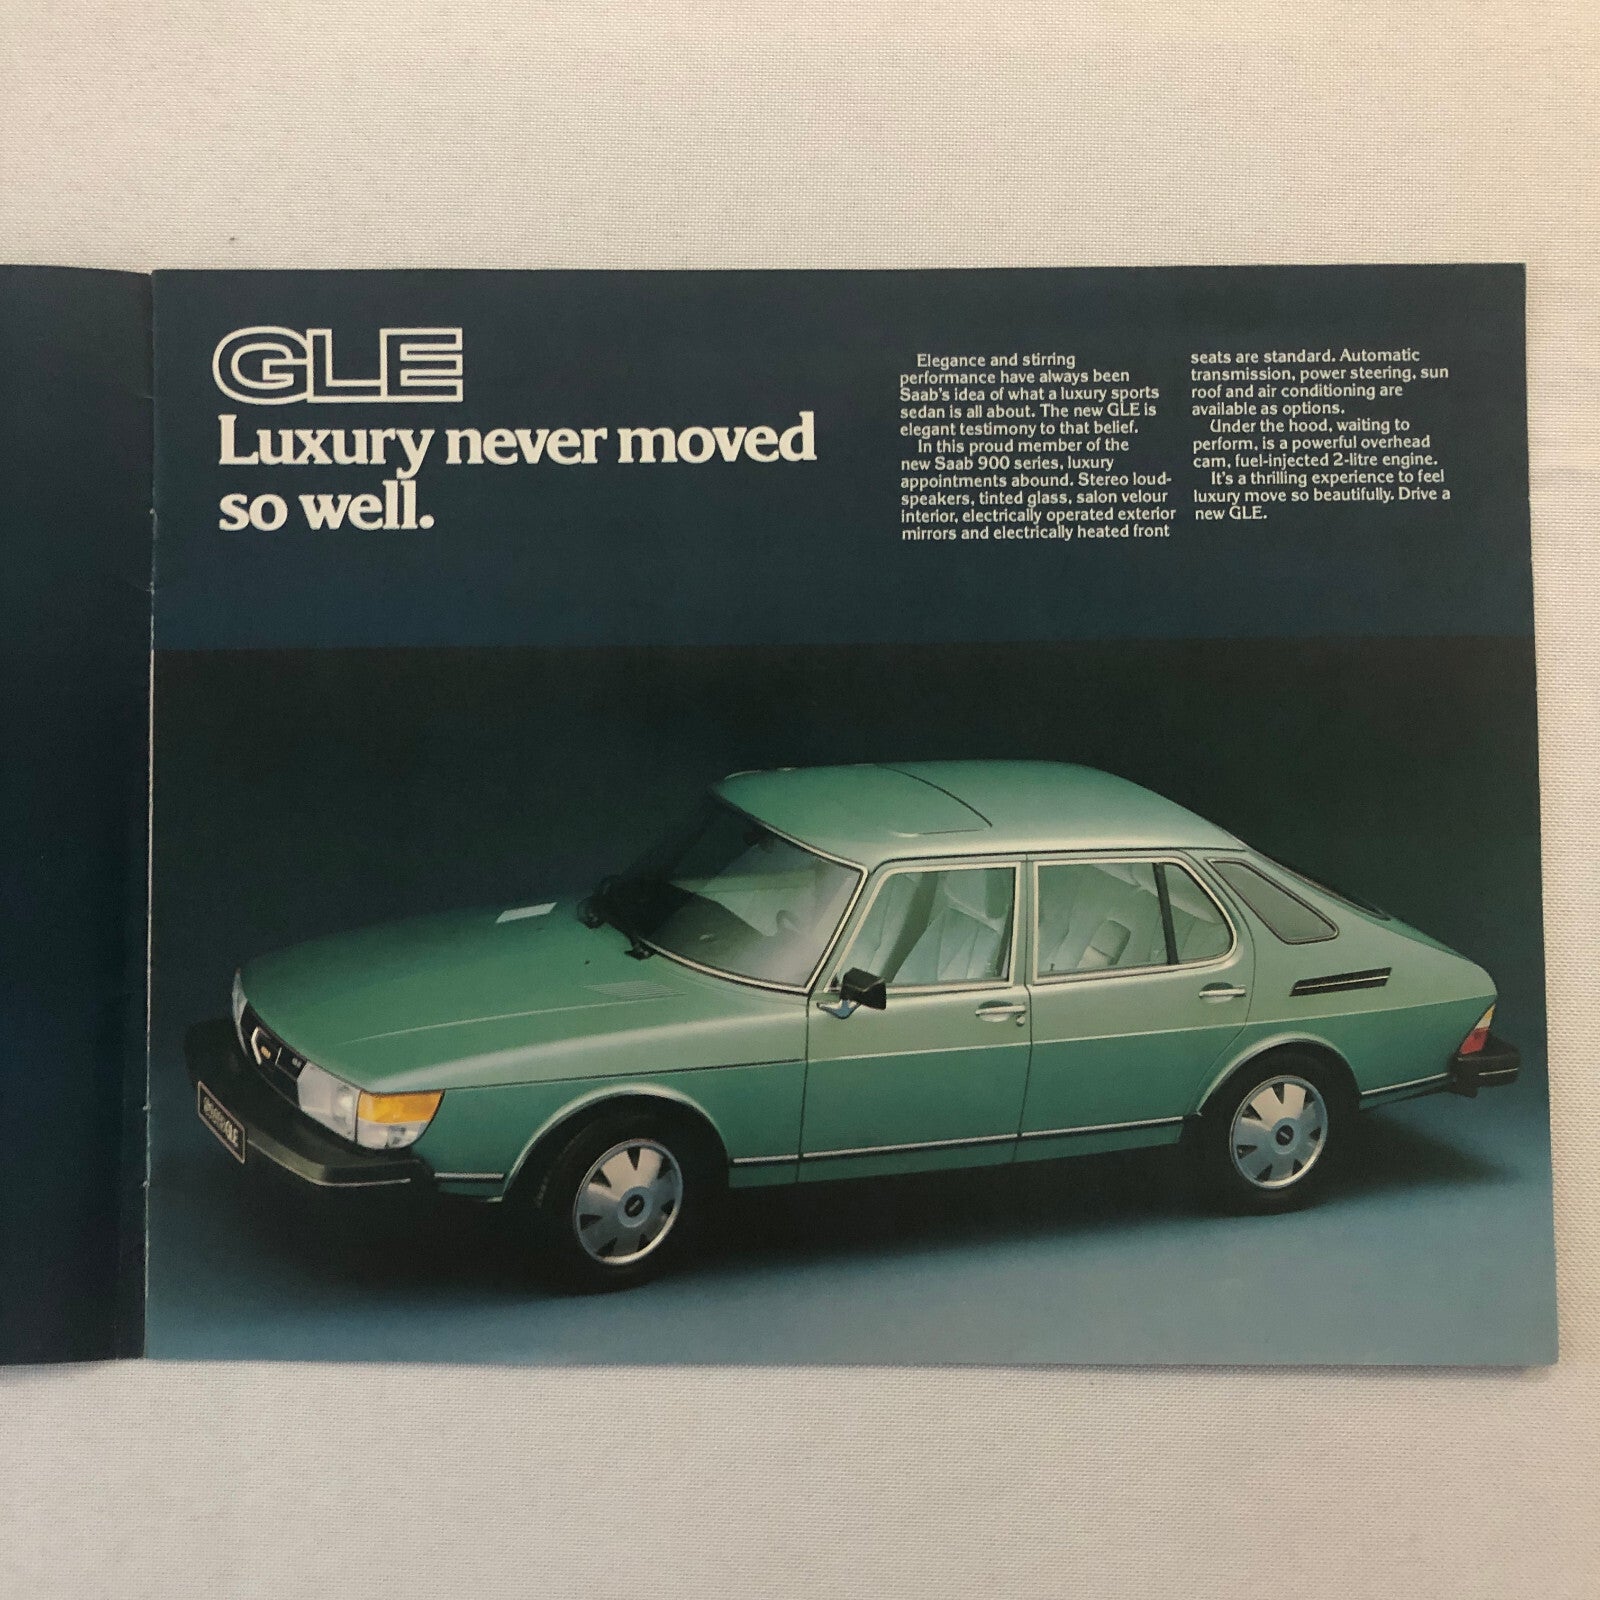 GLE
Luxury never moved
so well.
Elegance and stirring
performance have always been
Saab's idea of what a luxury sports
sedan is all about. The new GLE is
elegant testimony to that belief.
In this proud member of the
new Saab 900 series, luxury
appointments abound. Stereo loud-
speakers, tinted glass, salon velour
interior, electrically operated exterior
mirrors and electrically heated front
seats are standard. Automatic
transmission, power steering, sun
roof and air conditioning are
available as options.
Under the hood, waiting to
perform, is a powerful overhead
cam, fuel-injected 2-litre engine.
It's a thrilling experience to feel
luxury move so beautifully. Drive a
new GLE.
GLE